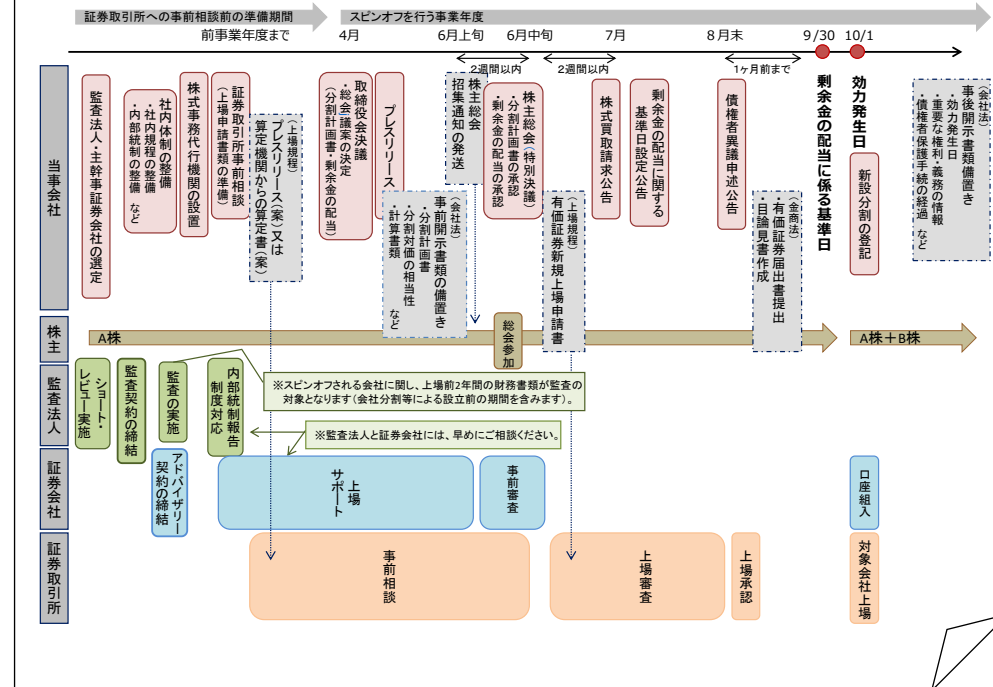 証券取引所への事前相談前の準備期間
スピンオフを行う事業年度
前事業年度まで
4月
6月上旬
6月中旬
7月
8月末
9/30
10/1
2週間以内
2週間以内
1ヶ月前まで
当事会社
監査法人・主幹事証券会社の選定
社内体制の整備
・社内規程の整備
・内部統制の整備 など
株式事務代行機関の設置
証券取引所事前相談
(上場申請書類の準備)
(上場規程)
プレスリリース(案)又は
算定機関からの算定書(案)
取締役会決議
・総会議案の決定
(分割計画書・剰余金の配当)
プレスリリース
(会社法)
事前開示書類の備置き
・分割計画書
・分割対価の相当性
・計算書類 など
株主総会
招集通知の発送
株主総会(特別決議)
・分割計画書の承認
・剰余金の配当の承認
(上場規程)
有価証券新規上場申請書
株式買取請求公告
剰余金の配当に関する
基準日設定公告
債権者異議申述公告
(金商法)
・有価証券届出書提出
・目論見書作成
剰余金の配当に係る基準日
効力発生日
新設分割の登記
(会社法)
事後開示書類備置き
・効力発生日
・重要な権利・義務の情報
・債権者保護手続の経過 など
株主
A株
総会参加
A株+B株
監査法人
ショート・
レビュー実施
監査契約の締結
監査の実施
内部統制報告
制度対応
※スピンオフされる会社に関し、上場前2年間の財務書類が監査の
対象となります(会社分割等による設立前の期間を含みます)。
※監査法人と証券会社には、早めにご相談ください。
証券会社
アドバイザリー
契約の締結
上場
サポート
事前審査
口座組入
証券取引所
事前相談
上場審査
上場承認
対象会社上場